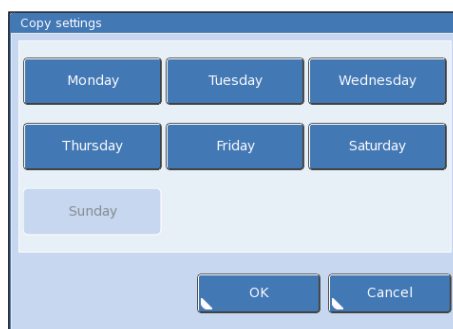 Copy settings
Monday Tuesday Wednesday
Thursday Friday Saturday
Sunday
OK Cancel